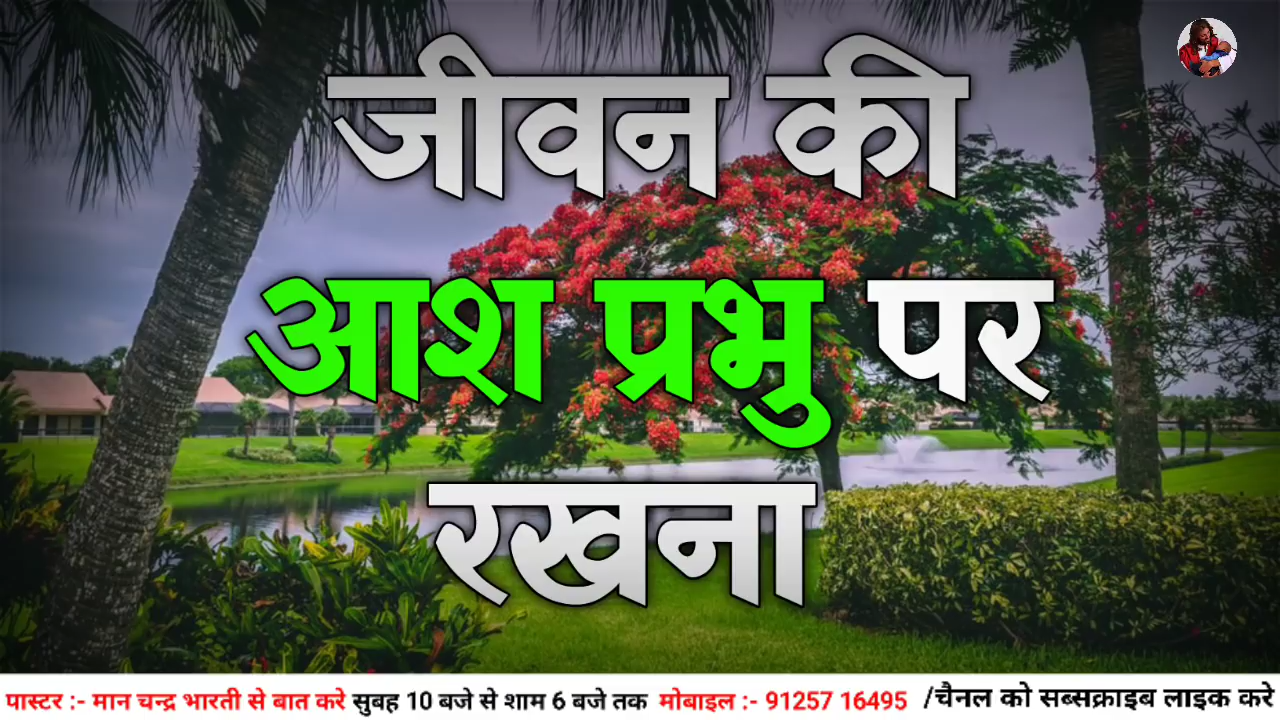 जीवन की
आश प्रभु पर
रखना
पास्टर :- मान चन्द्र भारती से बात करे सुबह 10 बजे से शाम 6 बजे तक मोबाइल :- 91257 16495 /चैनल को सब्सक्राइब लाइक करे